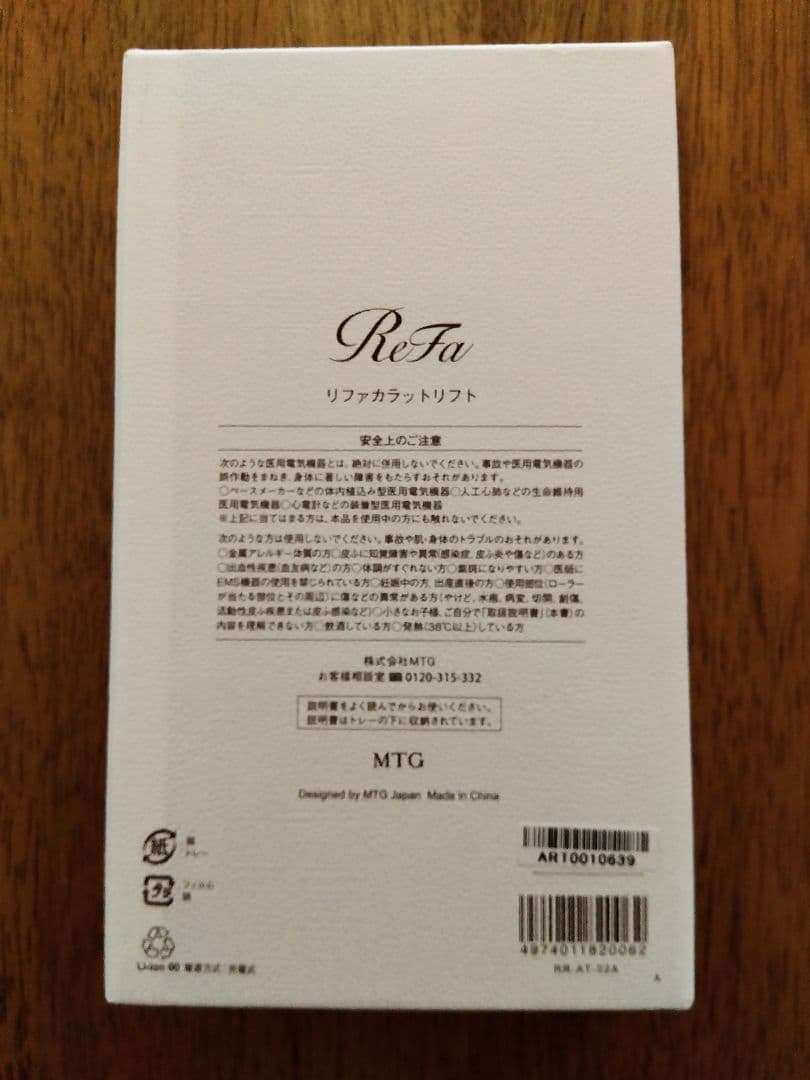 ReFa
リファカラットリフト
安全上のご注意
次のような医用電気機器とは、絶対に併用しないでください。事故や医用電気機器の
誤作動をまねき、身体に著しい障害をもたらすおそれがあります。
○ペースメーカーなどの体内植込み型医用電気機器○人工心肺などの生命維持用
医用電気機器○心電計などの装着型医用電気機器
※上記に当てはまる方は、本品を使用中の方にも触れないでください。
次のような方は使用しないでください。事故や肌・身体のトラブルのおそれがあります。
○金属アレルギー体質の方○皮ふに知覚障害や異常(感染症、皮ふ炎や傷など)のある方
○出血性疾患(血友病など)の方○体調がすぐれない方○薬斑になりやすい方○医師に
EMS機器の使用を禁じられている方○妊娠中の方、出産直後の方○使用部位(ローラー
が当たる部位とその周辺)に傷などの異常がある方(やけど、水疱、病変、切開、創傷、
活動性皮ふ疾患または皮ふ感染など)○小さなお子様、ご自分で「取扱説明書」(本書)の
内容を理解できない方○飲酒している方○発熱(38℃以上)している方
株式会社MTG
お客様相談室 ☎0120-315-332
説明書をよく読んでからお使いください。
説明書はトレーの下に収納されています。
MTG
Designed by MTG Japan Made in China
紙
トレー
プラ
AR10010639
4974011820062
Li-ion 00